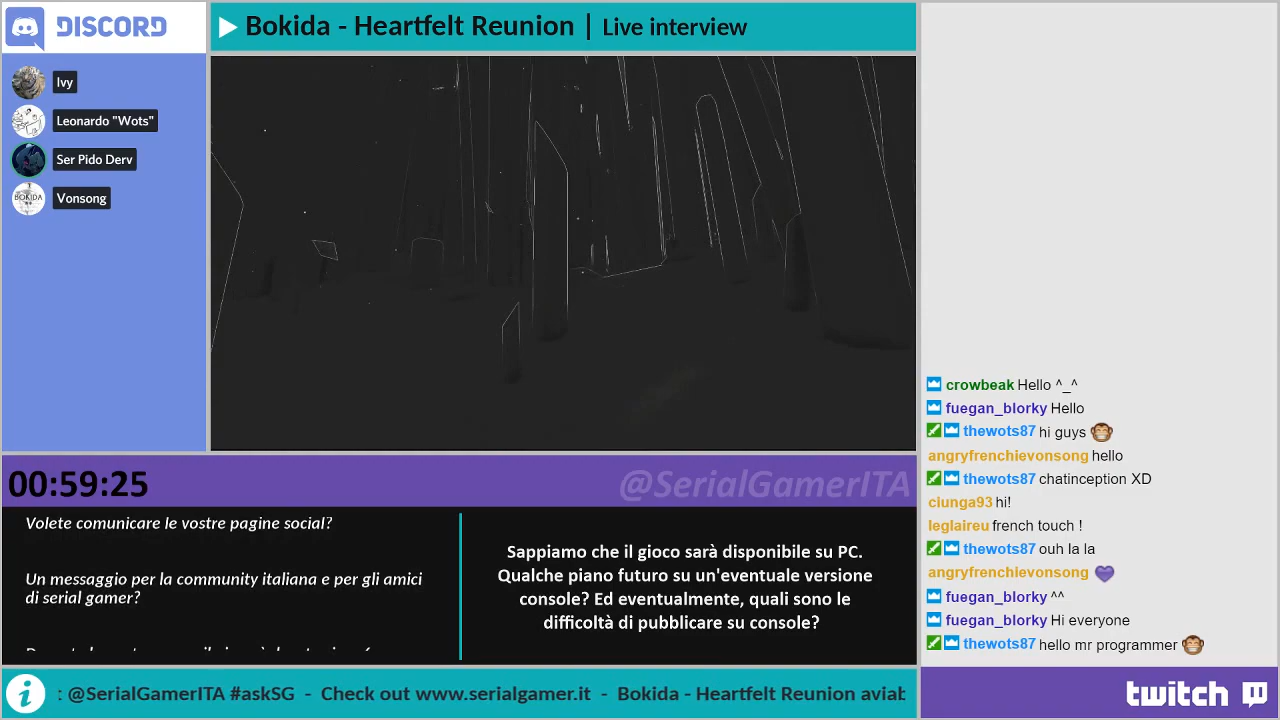 DISCORD
Ivy
Leonardo "Wots"
Ser Pido Derv
Vonsong
BOKIDA
Bokida - Heartfelt Reunion | Live interview
crowbeak Hello ^_^
fuegan_blorky Hello
thewots87 hi guys
angryfrenchievonsong hello
thewots87 chatinception XD
ciunga93 hi!
leglaireu french touch !
thewots87 ouh la la
angryfrenchievonsong
fuegan_blorky ^^
fuegan_blorky Hi everyone
thewots87 hello mr programmer
00:59:25
@SerialGamerITA
Volete comunicare le vostre pagine social?
Un messaggio per la community italiana e per gli amici
di serial gamer?
Sappiamo che il gioco sarà disponibile su PC.
Qualche piano futuro su un'eventuale versione
console? Ed eventualmente, quali sono le
difficoltà di pubblicare su console?
: @SerialGamerITA #askSG - Check out www.serialgamer.it - Bokida - Heartfelt Reunion aviab
twitch